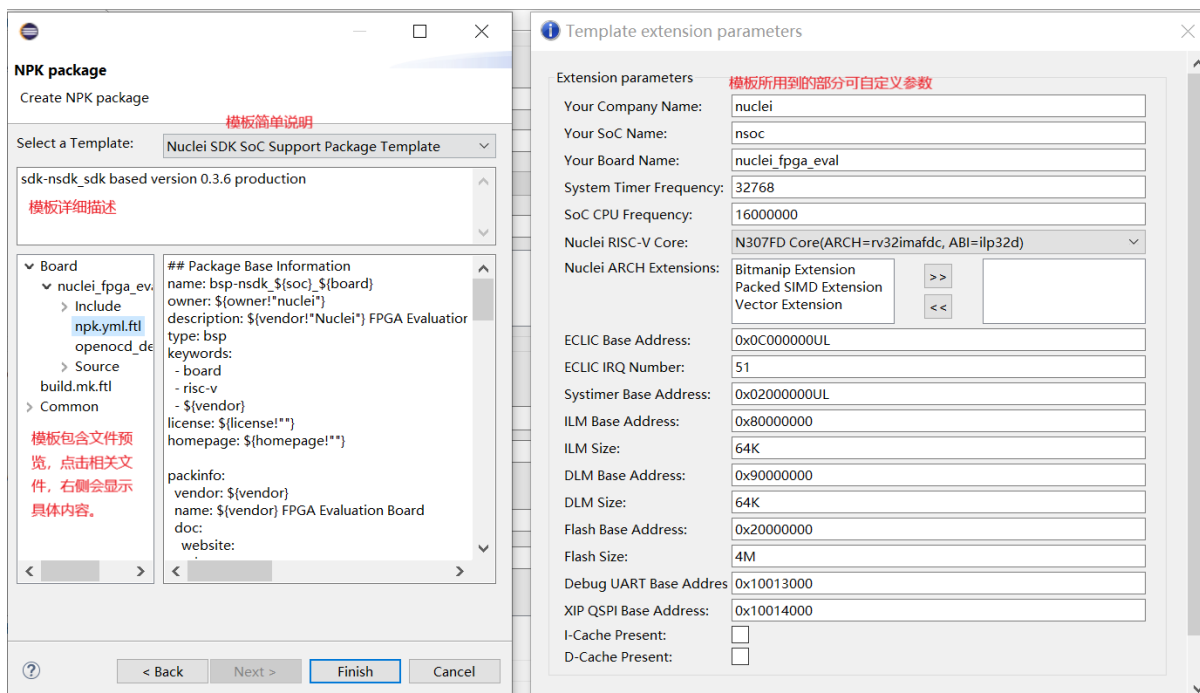 NPK package
Create NPK package
模板简单说明
Select a Template:
Nuclei SDK SoC Support Package Template
sdk-nsdk_sdk based version 0.3.6 production
模板详细描述
Board
nuclei_fpga_eva
Include
npk.yml.ftl
openocd_de
Source
build.mk.ftl
Common
模板包含文件预
览，点击相关文
件，右侧会显示
具体内容。
## Package Base Information
name: bsp-nsdk_${soc}_${board}
owner: ${owner!"nuclei"}
description: ${vendor!"Nuclei"} FPGA Evaluation
type: bsp
keywords:
- board
- risc-v
- ${vendor}
license: ${license!""}
homepage: ${homepage!""}
packinfo:
vendor: ${vendor}
name: ${vendor} FPGA Evaluation Board
doc:
website:
< Back
Next >
Finish
Cancel
Template extension parameters
Extension parameters
模板所用到的部分可自定义参数
Your Company Name: nuclei
Your SoC Name: nsoc
Your Board Name: nuclei_fpga_eval
System Timer Frequency: 32768
SoC CPU Frequency: 16000000
Nuclei RISC-V Core: N307FD Core(ARCH=rv32imafdc, ABI=ilp32d)
Nuclei ARCH Extensions:
Bitmanip Extension
Packed SIMD Extension
Vector Extension
>>
<<
ECLIC Base Address: 0x0C000000UL
ECLIC IRQ Number: 51
Systimer Base Address: 0x02000000UL
ILM Base Address: 0x80000000
ILM Size: 64K
DLM Base Address: 0x90000000
DLM Size: 64K
Flash Base Address: 0x20000000
Flash Size: 4M
Debug UART Base Addres 0x10013000
XIP QSPI Base Address: 0x10014000
I-Cache Present:
D-Cache Present: